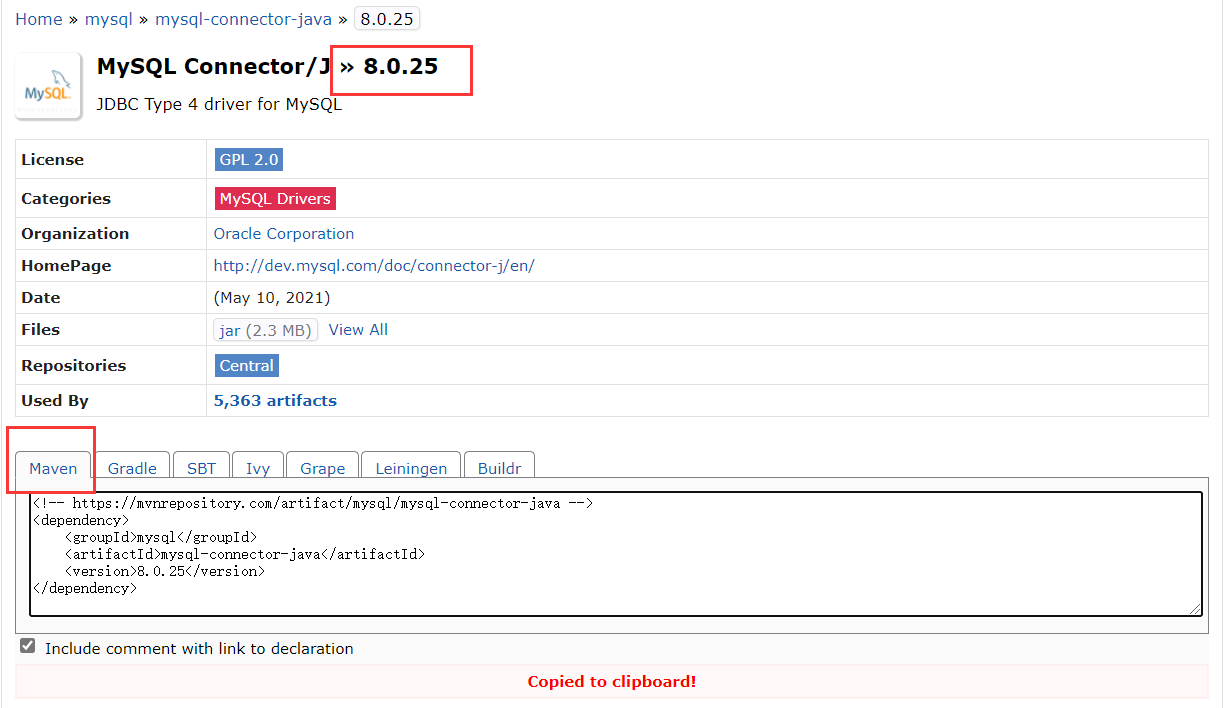 Home » mysql » mysql-connector-java » 8.0.25
MySQL Connector/J » 8.0.25
MySQL
JDBC Type 4 driver for MySQL
License GPL 2.0
Categories MySQL Drivers
Organization Oracle Corporation
HomePage http://dev.mysql.com/doc/connector-j/en/
Date (May 10, 2021)
Files jar (2.3 MB) View All
Repositories Central
Used By 5,363 artifacts
Maven Gradle SBT Ivy Grape Leiningen Buildr
<!-- https://mvnrepository.com/artifact/mysql/mysql-connector-java -->
<dependency>
    <groupId>mysql</groupId>
    <artifactId>mysql-connector-java</artifactId>
    <version>8.0.25</version>
</dependency>
Include comment with link to declaration
Copied to clipboard!